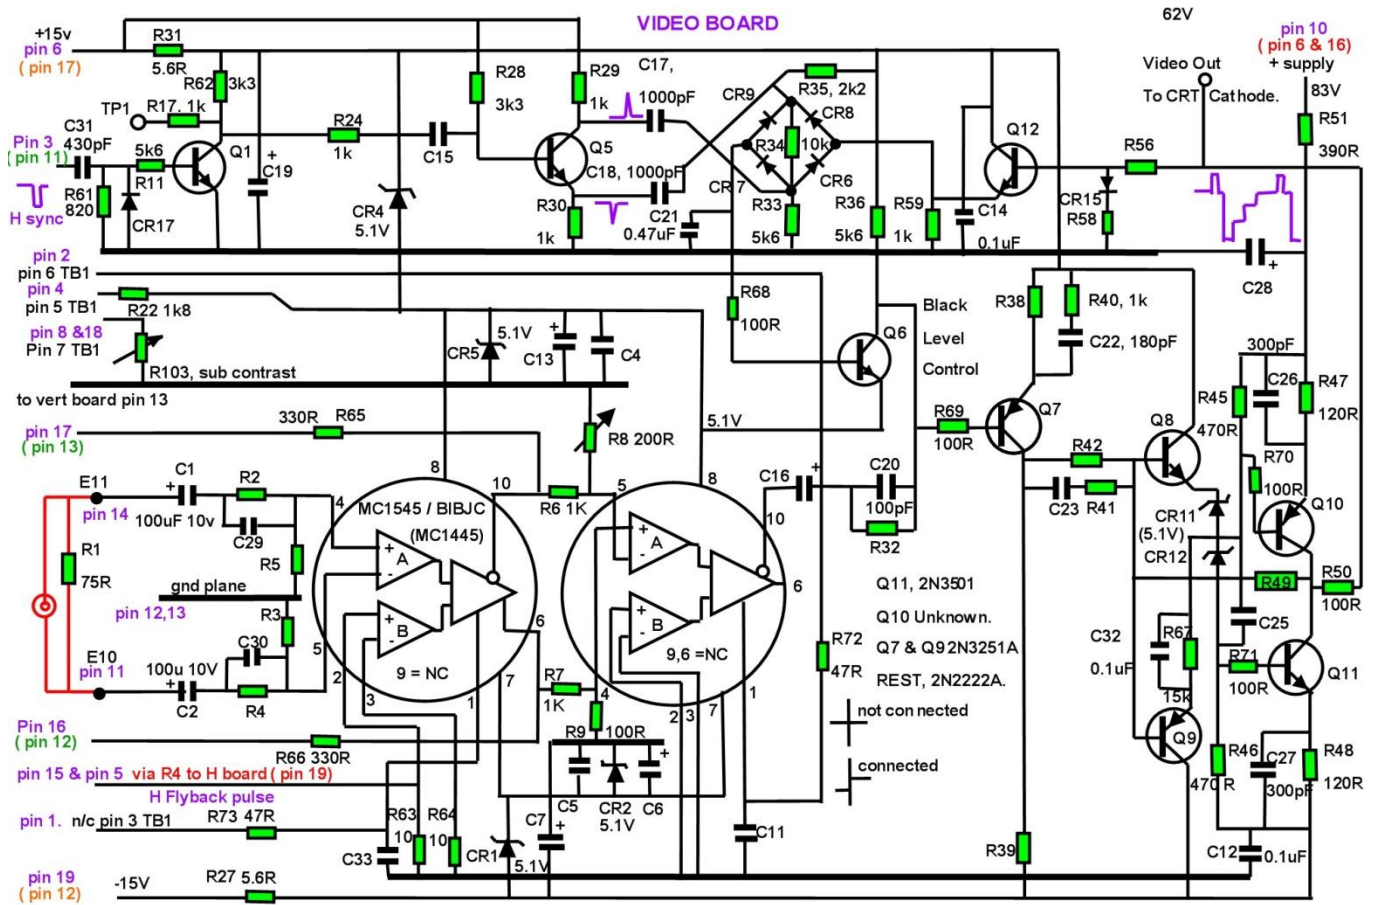 VIDEO BOARD
62V
+15v
pin 6
( pin 17)
R31
5.6R
R62
3k3
TP1
R17. 1k
Pin 3
(pin 11)
C31
430pF
5k6
R11
Q1
R61
820
CR17
H sync
+
C19
R24
1k
C15
CR4
5.1V
R28
3k3
R29
1k
C17,
1000pF
Q5
C18, 1000pF
R30
1k
C21
0.47uF
CR9
R35, 2k2
CR8
R34
10k
CR7
CR6
R33
5k6
R36
5k6
R59
1k
Q12
C14
0.1uF
R56
CR15
R58
Video Out
To CRT Cathode.
pin 10
( pin 6 & 16)
+ supply
83V
R51
390R
C28
+
pin 2
pin 6 TB1
pin 4
pin 5 TB1
R22 1k8
pin 8 &18
Pin 7 TB1
R103, sub contrast
to vert board pin 13
CR5
5.1V
+
C13
C4
R68
100R
Q6
Black
Level
Control
5.1V
R38
R40, 1k
C22, 180pF
R69
100R
Q7
R42
C23
R41
Q8
CR11
(5.1V)
CR12
300pF
R45
470R
C26
R47
120R
R70
100R
Q10
R49
R50
100R
pin 17
( pin 13)
330R
R65
R8 200R
E11
pin 14
C1
+
100uF 10v
R2
C29
R5
R1
75R
gnd plane
pin 12,13
R3
C30
E10
pin 11
100u 10V
+
C2
R4
MC1545 / BIBJC
(MC1445)
8
10
4
5
2
3
1
7
6
+
-
A
+
-
B
9 = NC
R6 1K
R7
1K
5
8
10
6
4
2
3
7
1
+
-
A
+
-
B
9,6 =NC
C16
+
C20
100pF
R32
R72
47R
Q11, 2N3501
Q10 Unknown.
Q7 & Q9 2N3251A
REST, 2N2222A.
not connected
connected
C32
0.1uF
R67
15k
Q9
C25
R71
100R
Q11
R46
470 R
C27
300pF
R48
120R
C12
0.1uF
R39
Pin 16
( pin 12)
R66 330R
pin 15 & pin 5 via R4 to H board ( pin 19)
H Flyback pulse
pin 1. n/c pin 3 TB1
R73 47R
C33
R63
10
R64
10
CR1
5.1V
C7
+
R9
100R
C5
CR2
5.1V
+
C6
C11
pin 19
( pin 12)
-15V
R27 5.6R